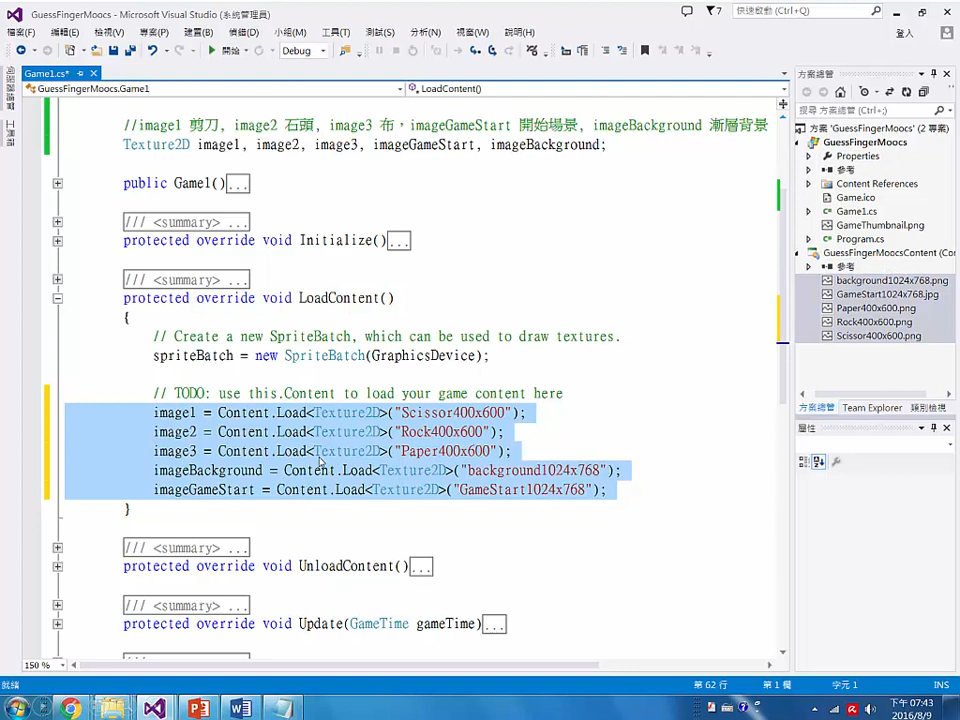 GuessFingerMoocs - Microsoft Visual Studio (系統管理員)
7
快速啟動 (Ctrl+Q)
檔案(F) 編輯(E) 檢視(V) 專案(P) 建置(B) 偵錯(D) 小組(M) 工具(T) 測試(S) 分析(N) 視窗(W) 說明(H)
登入
開始 Debug
Game1.cs*
GuessFingerMoocs.Game1
LoadContent()
//image1 剪刀, image2 石頭, image3 布，imageGameStart 開始場景, imageBackground 漸層背景
Texture2D image1, image2, image3, imageGameStart, imageBackground;
public Game1()...
/// <summary> ...
protected override void Initialize()...
/// <summary> ...
protected override void LoadContent()
{
// Create a new SpriteBatch, which can be used to draw textures.
spriteBatch = new SpriteBatch(GraphicsDevice);
// TODO: use this.Content to load your game content here
image1 = Content.Load<Texture2D>("Scissor400x600");
image2 = Content.Load<Texture2D>("Rock400x600");
image3 = Content.Load<Texture2D>("Paper400x600");
imageBackground = Content.Load<Texture2D>("background1024x768");
imageGameStart = Content.Load<Texture2D>("GameStart1024x768");
}
/// <summary> ...
protected override void UnloadContent()...
/// <summary> ...
protected override void Update(GameTime gameTime)...
150 %
方案總管
搜尋 方案總管 (Ctrl+;)
方案 'GuessFingerMoocs' (2 專案)
GuessFingerMoocs
Properties
參考
Content References
Game.ico
Game1.cs
GameThumbnail.png
Program.cs
GuessFingerMoocsContent (Con
參考
background1024x768.png
GameStart1024x768.jpg
Paper400x600.png
Rock400x600.png
Scissor400x600.png
方案總管 Team Explorer 類別檢視
屬性
就緒
第 62 行 第 1 欄 字元 1 INS
下午 07:43
2016/8/9